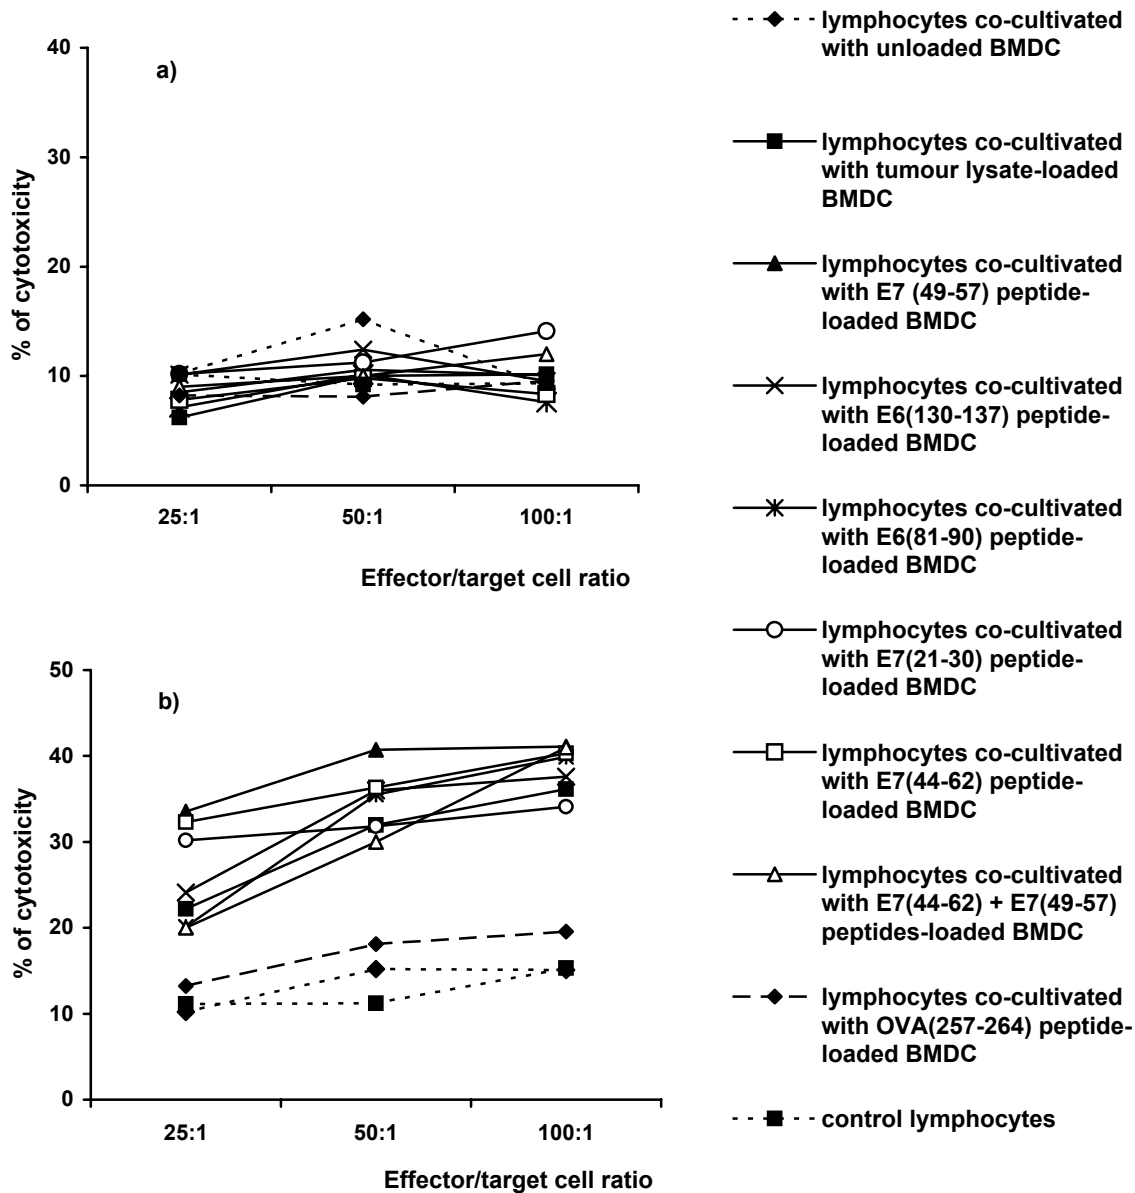 a)
% of cytotoxicity
40
30
20
10
0
25:1 50:1 100:1
Effector/target cell ratio
b)
% of cytotoxicity
50
40
30
20
10
0
25:1 50:1 100:1
Effector/target cell ratio
lymphocytes co-cultivated
with unloaded BMDC
lymphocytes co-cultivated
with tumour lysate-loaded
BMDC
lymphocytes co-cultivated
with E7 (49-57) peptide-
loaded BMDC
lymphocytes co-cultivated
with E6(130-137) peptide-
loaded BMDC
lymphocytes co-cultivated
with E6(81-90) peptide-
loaded BMDC
lymphocytes co-cultivated
with E7(21-30) peptide-
loaded BMDC
lymphocytes co-cultivated
with E7(44-62) peptide-
loaded BMDC
lymphocytes co-cultivated
with E7(44-62) + E7(49-57)
peptides-loaded BMDC
lymphocytes co-cultivated
with OVA(257-264) peptide-
loaded BMDC
control lymphocytes